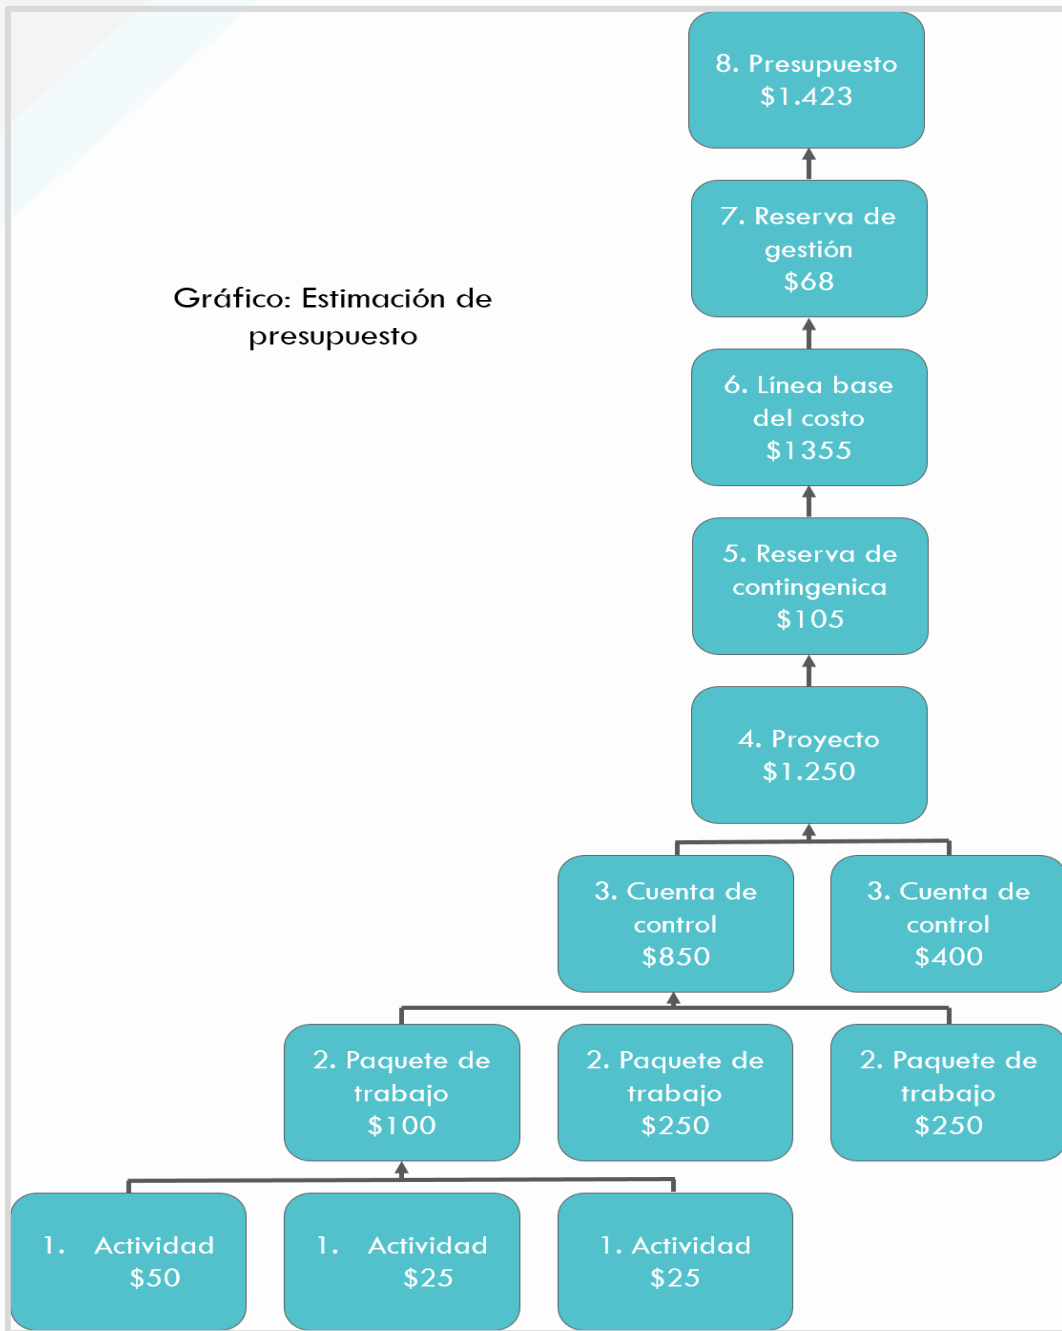 8. Presupuesto
$1.423
7. Reserva de
gestión
$68
Gráfico: Estimación de
presupuesto
6. Línea base
del costo
$1355
5. Reserva de
contingenica
$105
4. Proyecto
$1.250
3. Cuenta de
control
$850
3. Cuenta de
control
$400
2. Paquete de
trabajo
$100
2. Paquete de
trabajo
$250
2. Paquete de
trabajo
$250
1. Actividad
$50
1. Actividad
$25
1. Actividad
$25